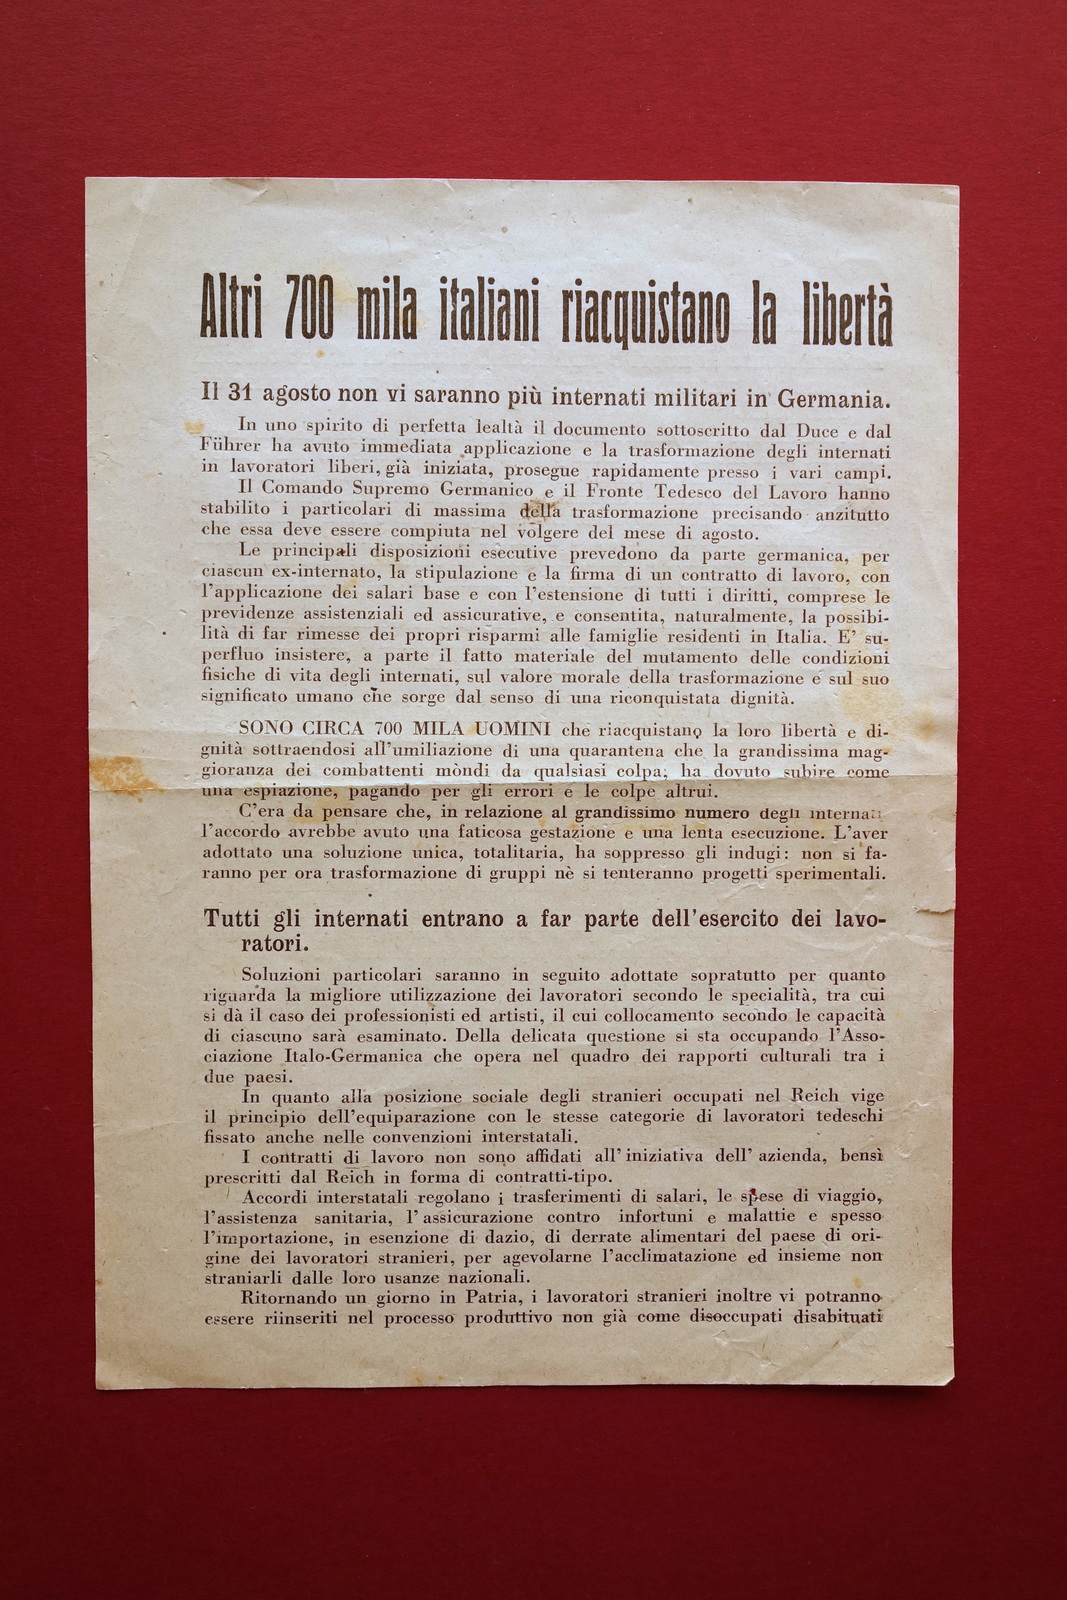 Altri 700 mila italiani riacquistano la libertà
Il 31 agosto non vi saranno più internati militari in Germania.
In uno spirito di perfetta lealtà il documento sottoscritto dal Duce e dal
Führer ha avuto immediata applicazione e la trasformazione degli internati
in lavoratori liberi, già iniziata, prosegue rapidamente presso i vari campi.
Il Comando Supremo Germanico e il Fronte Tedesco del Lavoro hanno
stabilito i particolari di massima della trasformazione precisando anzitutto
che essa deve essere compiuta nel volgere del mese di agosto.
Le principali disposizioni esecutive prevedono da parte germanica, per
ciascun ex-internato, la stipulazione e la firma di un contratto di lavoro, con
l'applicazione dei salari base e con l'estensione di tutti i diritti, comprese le
previdenze assistenziali ed assicurative, e consentita, naturalmente, la possibi-
lità di far rimesse dei propri risparmi alle famiglie residenti in Italia. E' su-
perfluo insistere, a parte il fatto materiale del mutamento delle condizioni
fisiche di vita degli internati, sul valore morale della trasformazione e sul suo
significato umano che sorge dal senso di una riconquistata dignità.
SONO CIRCA 700 MILA UOMINI che riacquistano la loro libertà e di-
gnità sottraendosi all'umiliazione di una quarantena che la grandissima mag-
gioranza dei combattenti mòndi da qualsiasi colpa, ha dovuto subire come
una espiazione, pagando per gli errori e le colpe altrui.
C'era da pensare che, in relazione al grandissimo numero degli internati
l'accordo avrebbe avuto una faticosa gestazione e una lenta esecuzione. L'aver
adottato una soluzione unica, totalitaria, ha soppresso gli indugi: non si fa-
ranno per ora trasformazione di gruppi nè si tenteranno progetti sperimentali.
Tutti gli internati entrano a far parte dell'esercito dei lavo-
ratori.
Soluzioni particolari saranno in seguito adottate sopratutto per quanto
riguarda la migliore utilizzazione dei lavoratori secondo le specialità, tra cui
si dà il caso dei professionisti ed artisti, il cui collocamento secondo le capacità
di ciascuno sarà esaminato. Della delicata questione si sta occupando l'Asso-
ciazione Italo-Germanica che opera nel quadro dei rapporti culturali tra i
due paesi.
In quanto alla posizione sociale degli stranieri occupati nel Reich vige
il principio dell'equiparazione con le stesse categorie di lavoratori tedeschi
fissato anche nelle convenzioni interstatali.
I contratti di lavoro non sono affidati all'iniziativa dell'azienda, bensì
prescritti dal Reich in forma di contratti-tipo.
Accordi interstatali regolano i trasferimenti di salari, le spese di viaggio,
l'assistenza sanitaria, l'assicurazione contro infortuni e malattie e spesso
l'importazione, in esenzione di dazio, di derrate alimentari del paese di ori-
gine dei lavoratori stranieri, per agevolarne l'acclimatazione ed insieme non
straniarli dalle loro usanze nazionali.
Ritornando un giorno in Patria, i lavoratori stranieri inoltre vi potranno
essere riinseriti nel processo produttivo non già come disoccupati disabituati